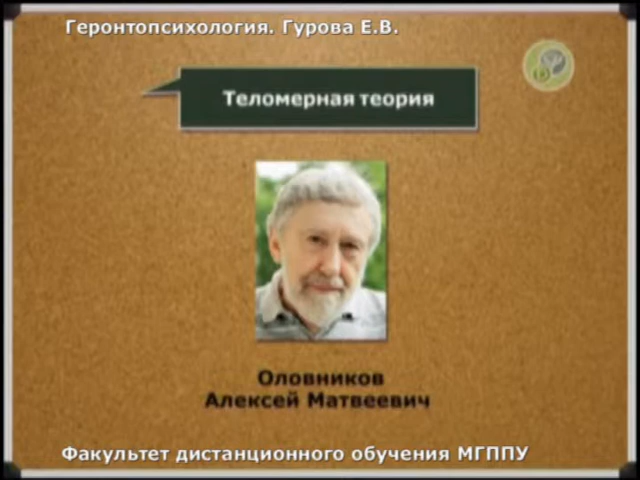 Геронтопсихология. Гурова Е.В.
Теломерная теория
Оловников
Алексей Матвеевич
Факультет дистанционного обучения МГППУ